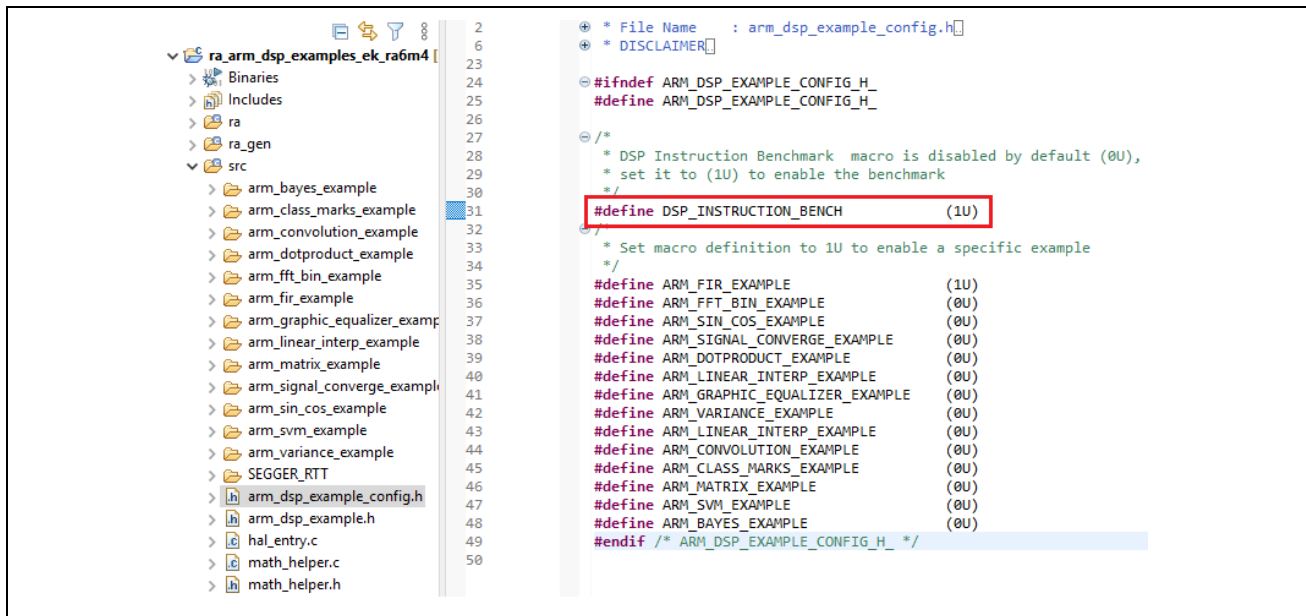 ra_arm_dsp_examples_ek_ra6m4 [
Binaries
Includes
ra
ra_gen
src
arm_bayes_example
arm_class_marks_example
arm_convolution_example
arm_dotproduct_example
arm_fft_bin_example
arm_fir_example
arm_graphic_equalizer_examp
arm_linear_interp_example
arm_matrix_example
arm_signal_converge_example
arm_sin_cos_example
arm_svm_example
arm_variance_example
SEGGER_RTT
arm_dsp_example_config.h
arm_dsp_example.h
hal_entry.c
math_helper.c
math_helper.h
2 * File Name : arm_dsp_example_config.h
6 * DISCLAIMER
23
24 #ifndef ARM_DSP_EXAMPLE_CONFIG_H_
25 #define ARM_DSP_EXAMPLE_CONFIG_H_
26
27 /*
28 * DSP Instruction Benchmark macro is disabled by default (0U),
29 * set it to (1U) to enable the benchmark
30 */
31 #define DSP_INSTRUCTION_BENCH (1U)
32 /*
33 * Set macro definition to 1U to enable a specific example
34 */
35 #define ARM_FIR_EXAMPLE (1U)
36 #define ARM_FFT_BIN_EXAMPLE (0U)
37 #define ARM_SIN_COS_EXAMPLE (0U)
38 #define ARM_SIGNAL_CONVERGE_EXAMPLE (0U)
39 #define ARM_DOTPRODUCT_EXAMPLE (0U)
40 #define ARM_LINEAR_INTERP_EXAMPLE (0U)
41 #define ARM_GRAPHIC_EQUALIZER_EXAMPLE (0U)
42 #define ARM_VARIANCE_EXAMPLE (0U)
43 #define ARM_LINEAR_INTERP_EXAMPLE (0U)
44 #define ARM_CONVOLUTION_EXAMPLE (0U)
45 #define ARM_CLASS_MARKS_EXAMPLE (0U)
46 #define ARM_MATRIX_EXAMPLE (0U)
47 #define ARM_SVM_EXAMPLE (0U)
48 #define ARM_BAYES_EXAMPLE (0U)
49 #endif /* ARM_DSP_EXAMPLE_CONFIG_H_ */
50